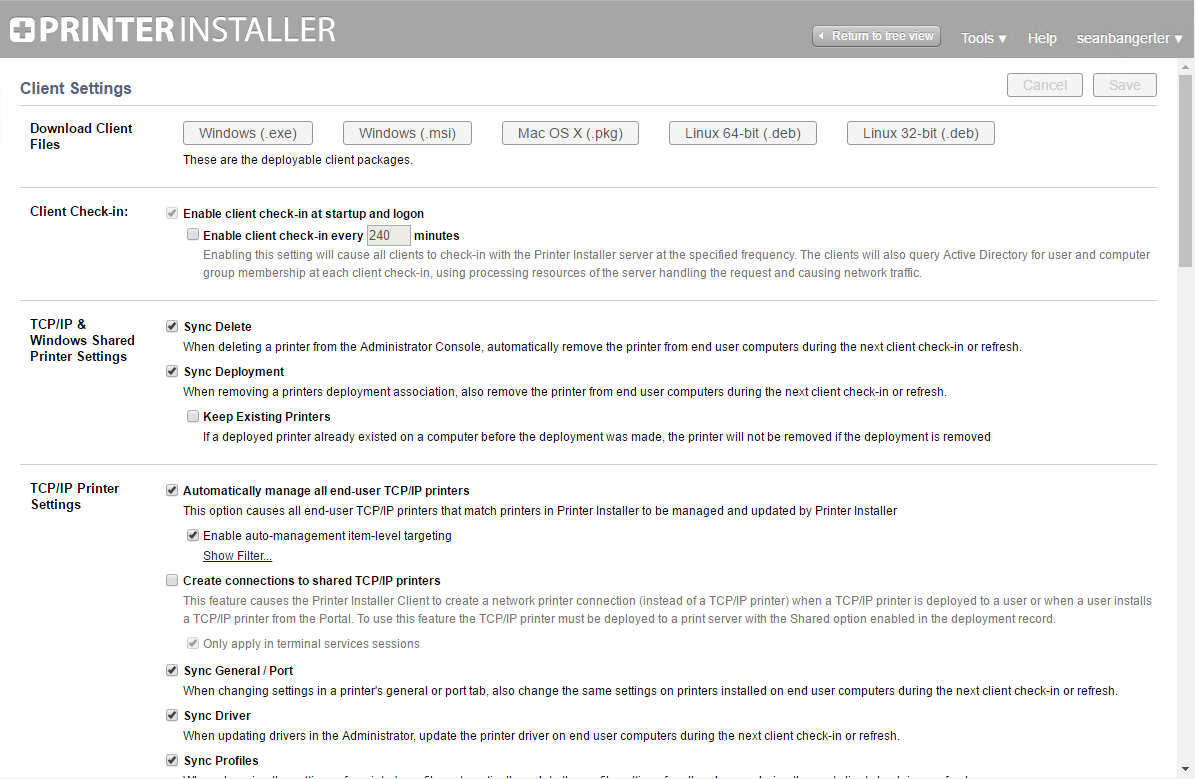 PRINTERINSTALLER
Return to tree view
Tools ▾
Help
seanbangerter ▾
Client Settings
Cancel
Save
Download Client
Files
Windows (.exe)
Windows (.msi)
Mac OS X (.pkg)
Linux 64-bit (.deb)
Linux 32-bit (.deb)
These are the deployable client packages.
Client Check-in:
Enable client check-in at startup and logon
Enable client check-in every 240 minutes
Enabling this setting will cause all clients to check-in with the Printer Installer server at the specified frequency. The clients will also query Active Directory for user and computer
group membership at each client check-in, using processing resources of the server handling the request and causing network traffic.
TCP/IP &
Windows Shared
Printer Settings
Sync Delete
When deleting a printer from the Administrator Console, automatically remove the printer from end user computers during the next client check-in or refresh.
Sync Deployment
When removing a printers deployment association, also remove the printer from end user computers during the next client check-in or refresh.
Keep Existing Printers
If a deployed printer already existed on a computer before the deployment was made, the printer will not be removed if the deployment is removed
TCP/IP Printer
Settings
Automatically manage all end-user TCP/IP printers
This option causes all end-user TCP/IP printers that match printers in Printer Installer to be managed and updated by Printer Installer
Enable auto-management item-level targeting
Show Filter...
Create connections to shared TCP/IP printers
This feature causes the Printer Installer Client to create a network printer connection (instead of a TCP/IP printer) when a TCP/IP printer is deployed to a user or when a user installs
a TCP/IP printer from the Portal. To use this feature the TCP/IP printer must be deployed to a print server with the Shared option enabled in the deployment record.
Only apply in terminal services sessions
Sync General / Port
When changing settings in a printer's general or port tab, also change the same settings on printers installed on end user computers during the next client check-in or refresh.
Sync Driver
When updating drivers in the Administrator, update the printer driver on end user computers during the next client check-in or refresh.
Sync Profiles